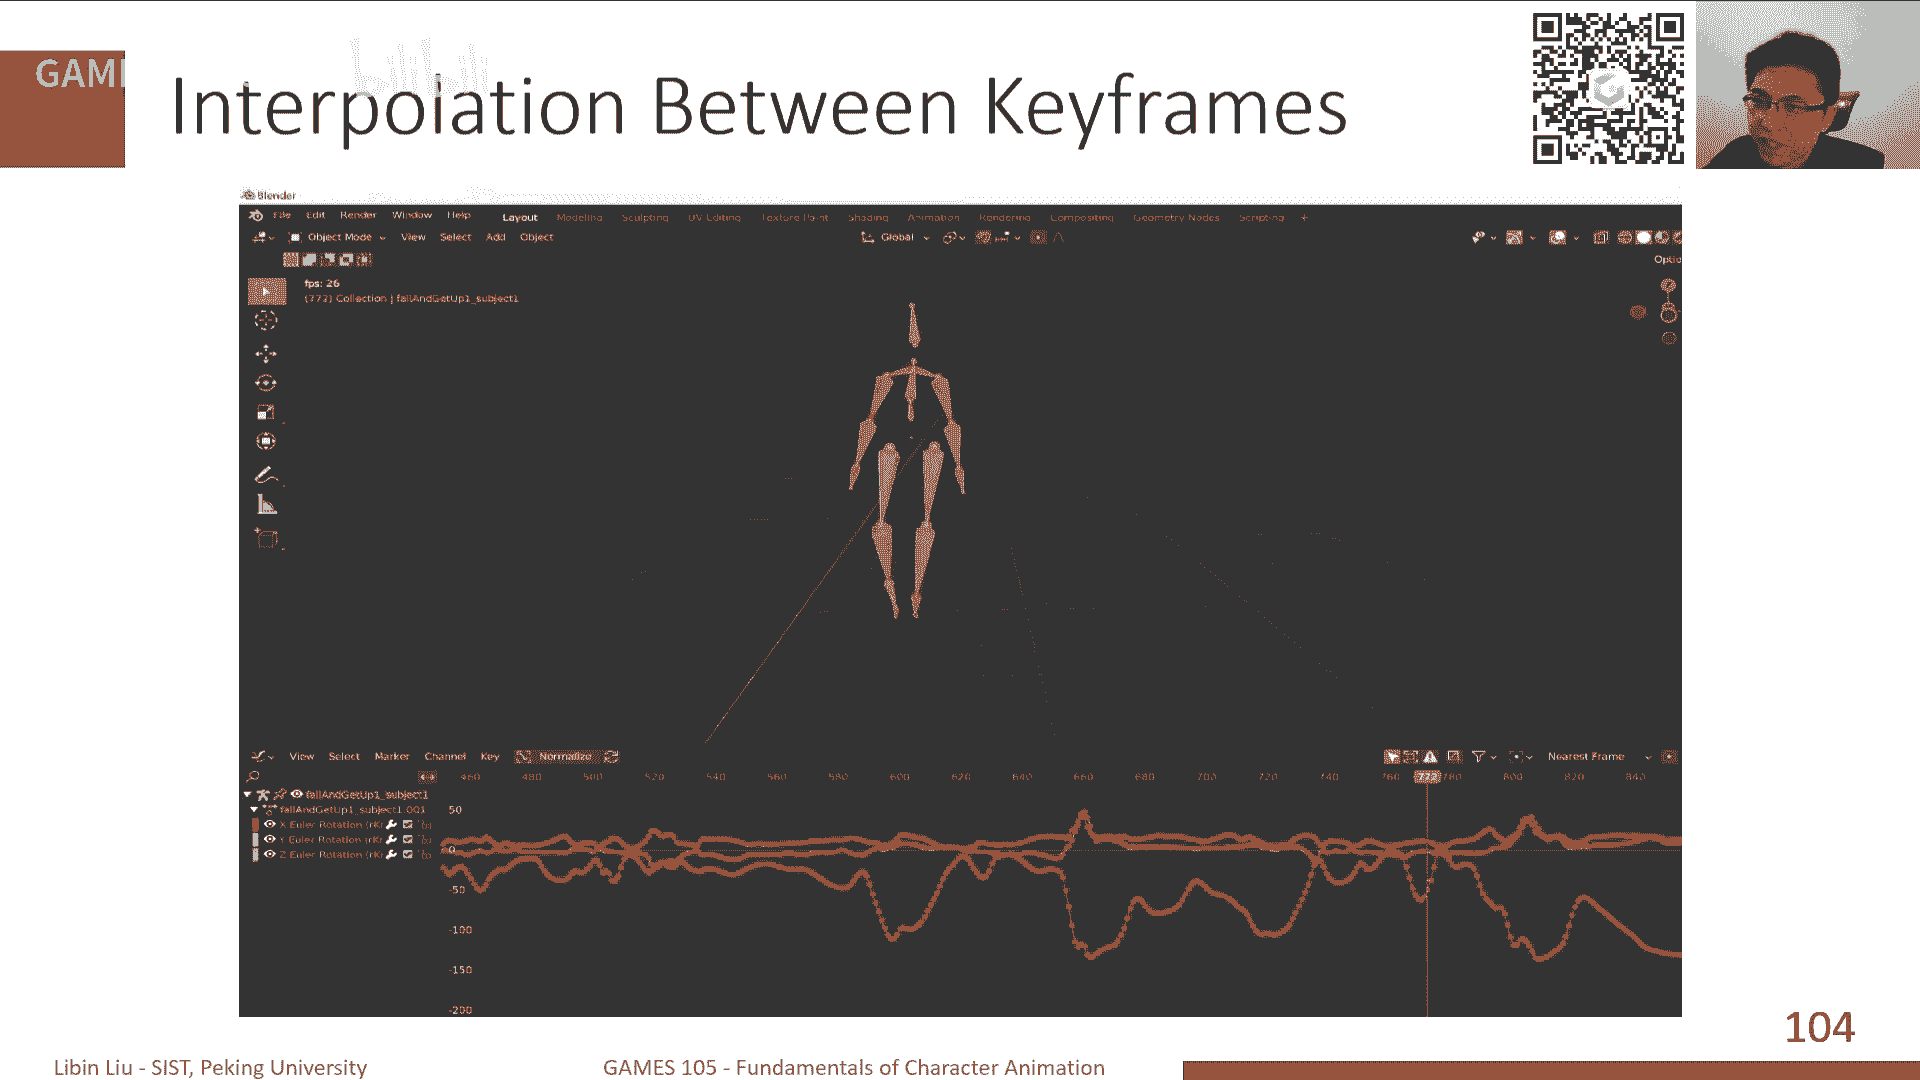 GAMI
bilibili
Interpolation Between Keyframes
Blender
File Edit Render Window Help Layout Modeling Sculpting UV Editing Texture Paint Shading Animation Rendering Compositing Geometry Nodes Scripting +
Object Mode View Select Add Object Global
Optio
fps: 26
(772) Collection | fallAndGetUp1_subject1
View Select Marker Channel Key Normalize Nearest Frame
460 480 500 520 540 560 580 600 620 640 660 680 700 720 740 760 772 780 800 820 840
fallAndGetUp1_subject1
fallAndGetUp1_subject1.001
X Euler Rotation
Y Euler Rotation
Z Euler Rotation
50
0
-50
-100
-150
-200
104
Libin Liu - SIST, Peking University
GAMES 105 - Fundamentals of Character Animation